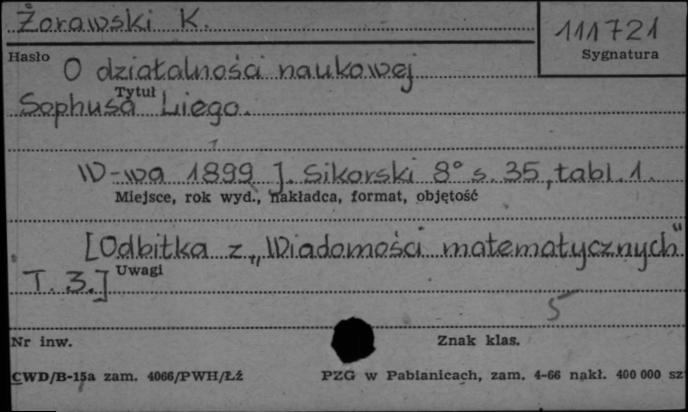 Żorawski K.
111721
Hasło
Sygnatura
O działalności naukowej
Tytuł
Sophusa Liego.
W-wa 1899 J. Sikorski 8° s. 35, tabl. 1.
Miejsce, rok wyd., nakładca, format, objętość
[Odbitka z „Wiadomości matematycznych"
Uwagi
T. 3.]
5
Nr inw.
Znak klas.
CWD/B-15a zam. 4066/PWH/Łź
PZG w Pabianicach, zam. 4-66 nakł. 400 000 sz